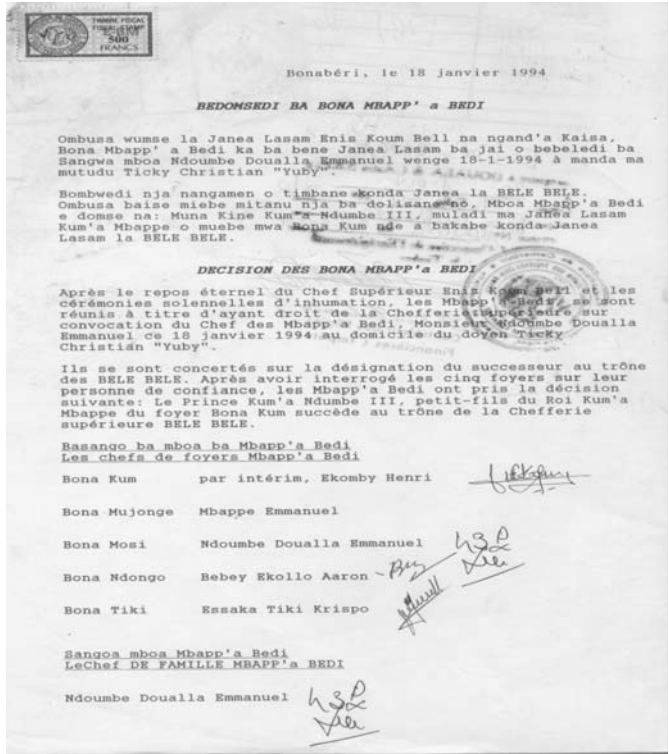 TIMBRE FISCAL
FISCAL STAMP
500
FRANCS
Bonabéri, le 18 janvier 1994
BEDOMSEDI BA BONA MBAPP' a BEDI
Ombusa wumse la Janea Lasam Enis Koum Bell na ngand'a Kaisa,
Bona Mbapp' a Bedi ka ba bene Janea Lasam ba jai o bebeledi ba
Sangwa mboa Ndoumbe Doualla Emmanuel wenge 18-1-1994 à manda ma
mutudu Ticky Christian "Yuby".
Bombwedi nja nangamen o timbane konda Janea la BELE BELE.
Ombusa baise miebe mitanu nja ba dolisane no, Mboa Mbapp'a Bedi
e domse na: Muna Kine Kum'a Ndumbe III, muladi ma Janea Lasam
Kum'a Mbappe o muebe mwa Bona Kum nde a bakabe konda Janea
Lasam la BELE BELE.
DECISION DES BONA MBAPP'a BEDI
Après le repos éternel du Chef Supérieur Enis Koum Bell et les
cérémonies solennelles d'inhumation, les Mbapp'a Bedi, se sont
réunis à titre d'ayant droit de la Chefferie supérieure sur
convocation du Chef des Mbapp'a Bedi, Monsieur Ndoumbe Doualla
Emmanuel ce 18 janvier 1994 au domicile du doyen Ticky
Christian "Yuby".
Ils se sont concertés sur la désignation du successeur au trône
des BELE BELE. Après avoir interrogé les cinq foyers sur leur
personne de confiance, les Mbapp'a Bedi ont pris la décision
suivante: Le Prince Kum'a Ndumbe III, petit-fils du Roi Kum'a
Mbappe du foyer Bona Kum succède au trône de la Chefferie
supérieure BELE BELE.
Basango ba mboa ba Mbapp'a Bedi
Les chefs de foyers Mbapp'a Bedi
Bona Kum par intérim, Ekomby Henri
Bona Mujonge Mbappe Emmanuel
Bona Mosi Ndoumbe Doualla Emmanuel
Bona Ndongo Bebey Ekollo Aaron
Bona Tiki Essaka Tiki Krispo
Sangoa mboa Mbapp'a Bedi
LeChef DE FAMILLE MBAPP'a BEDI
Ndoumbe Doualla Emmanuel